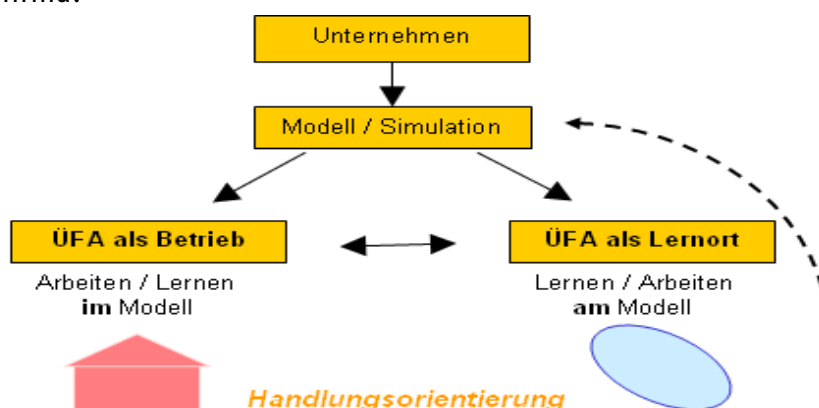 Unternehmen
Modell / Simulation
ÜFA als Betrieb
ÜFA als Lernort
Arbeiten / Lernen
im Modell
Lernen / Arbeiten
am Modell
Handlungsorientierung